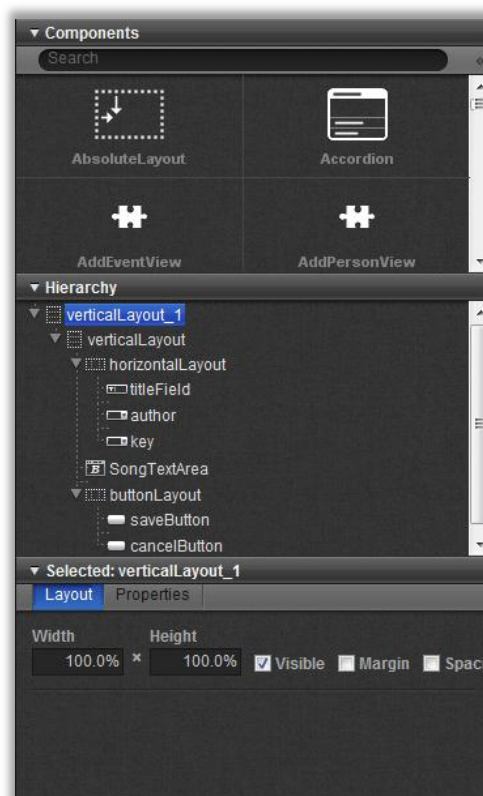 ▼ Components
Search
AbsoluteLayout Accordion
AddEventView AddPersonView
▼ Hierarchy
verticalLayout_1
verticalLayout
horizontalLayout
titleField
author
key
SongTextArea
buttonLayout
saveButton
cancelButton
▼ Selected: verticalLayout_1
Layout Properties
Width Height
100.0% × 100.0% Visible Margin Spac